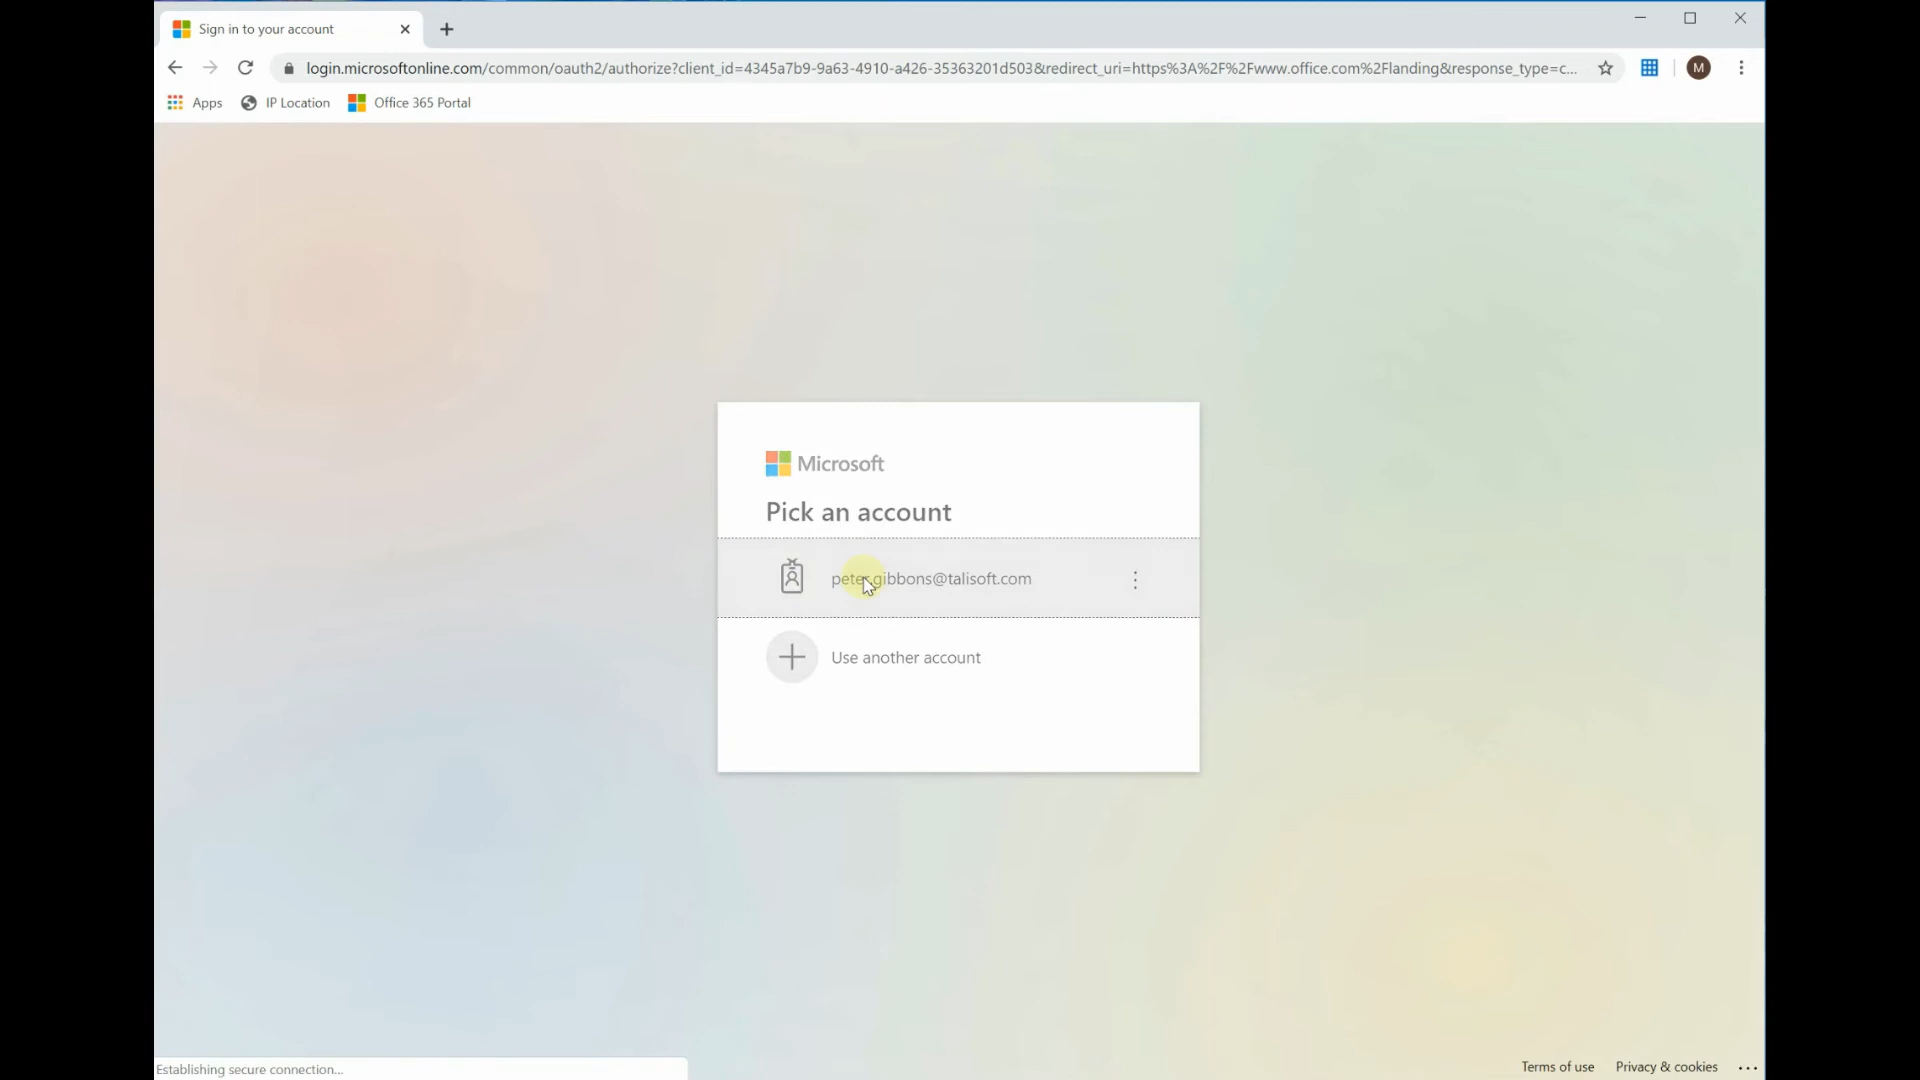 Sign in to your account
login.microsoftonline.com/common/oauth2/authorize?client_id=4345a7b9-9a63-4910-a426-35363201d503&redirect_uri=https%3A%2F%2Fwww.office.com%2Flanding&response_type=c...
M
Apps
IP Location
Office 365 Portal
Microsoft
Pick an account
peter.gibbons@talisoft.com
Use another account
Establishing secure connection...
Terms of use
Privacy & cookies
...